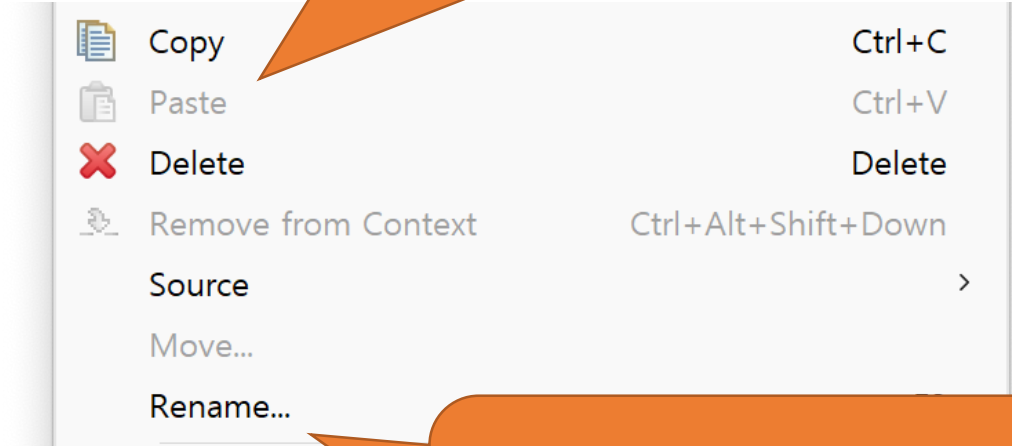 Copy Ctrl+C
Paste Ctrl+V
Delete Delete
Remove from Context Ctrl+Alt+Shift+Down
Source >
Move...
Rename...